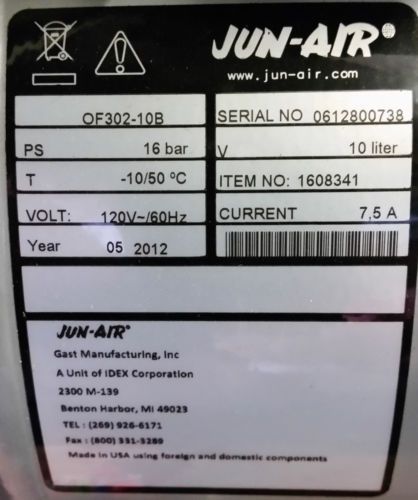 JUN-AIR®
www.jun-air.com
OF302-10B
SERIAL NO 0612800738
PS 16 bar
V 10 liter
T -10/50 ºC
ITEM NO: 1608341
VOLT: 120V~/60Hz
CURRENT 7,5 A
Year 05 2012
JUN-AIR®
Gast Manufacturing, Inc
A Unit of IDEX Corporation
2300 M-139
Benton Harbor, MI 49023
TEL : (269) 926-6171
Fax : (800) 331-3289
Made in USA using foreign and domestic components